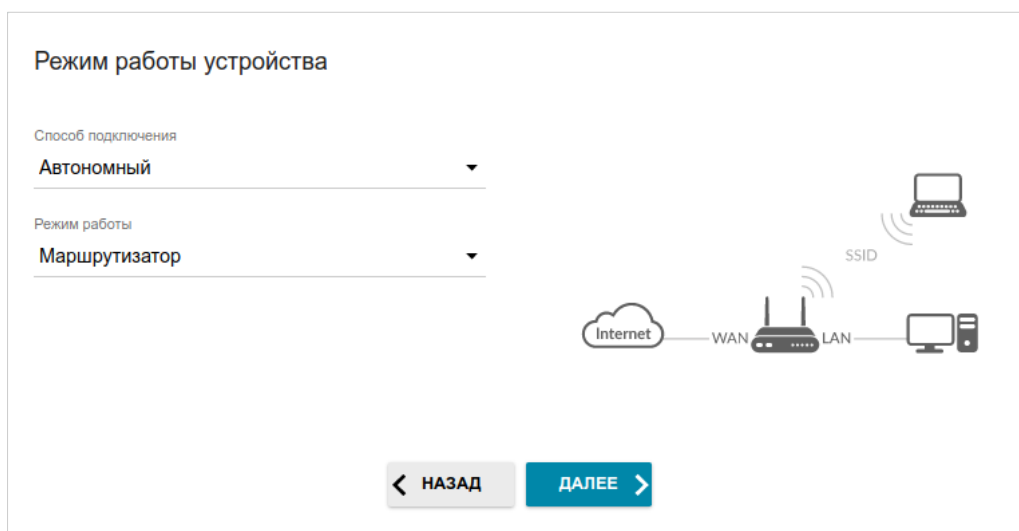 Режим работы устройства
Способ подключения
Автономный
Режим работы
Маршрутизатор
SSID
Internet
WAN
LAN
НАЗАД
ДАЛЕЕ